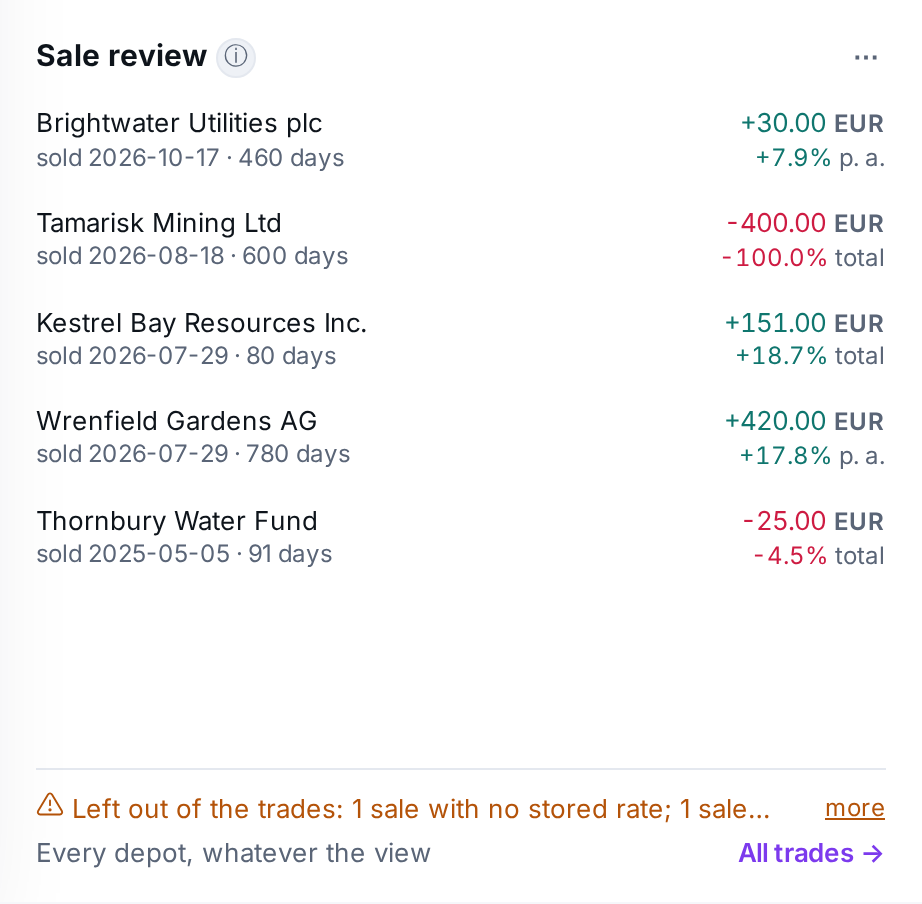 Sale review ⓘ ...
Brightwater Utilities plc +30.00 EUR
sold 2026-10-17 · 460 days +7.9% p. a.
Tamarisk Mining Ltd -400.00 EUR
sold 2026-08-18 · 600 days -100.0% total
Kestrel Bay Resources Inc. +151.00 EUR
sold 2026-07-29 · 80 days +18.7% total
Wrenfield Gardens AG +420.00 EUR
sold 2026-07-29 · 780 days +17.8% p. a.
Thornbury Water Fund -25.00 EUR
sold 2025-05-05 · 91 days -4.5% total
⚠ Left out of the trades: 1 sale with no stored rate; 1 sale... more
Every depot, whatever the view All trades →